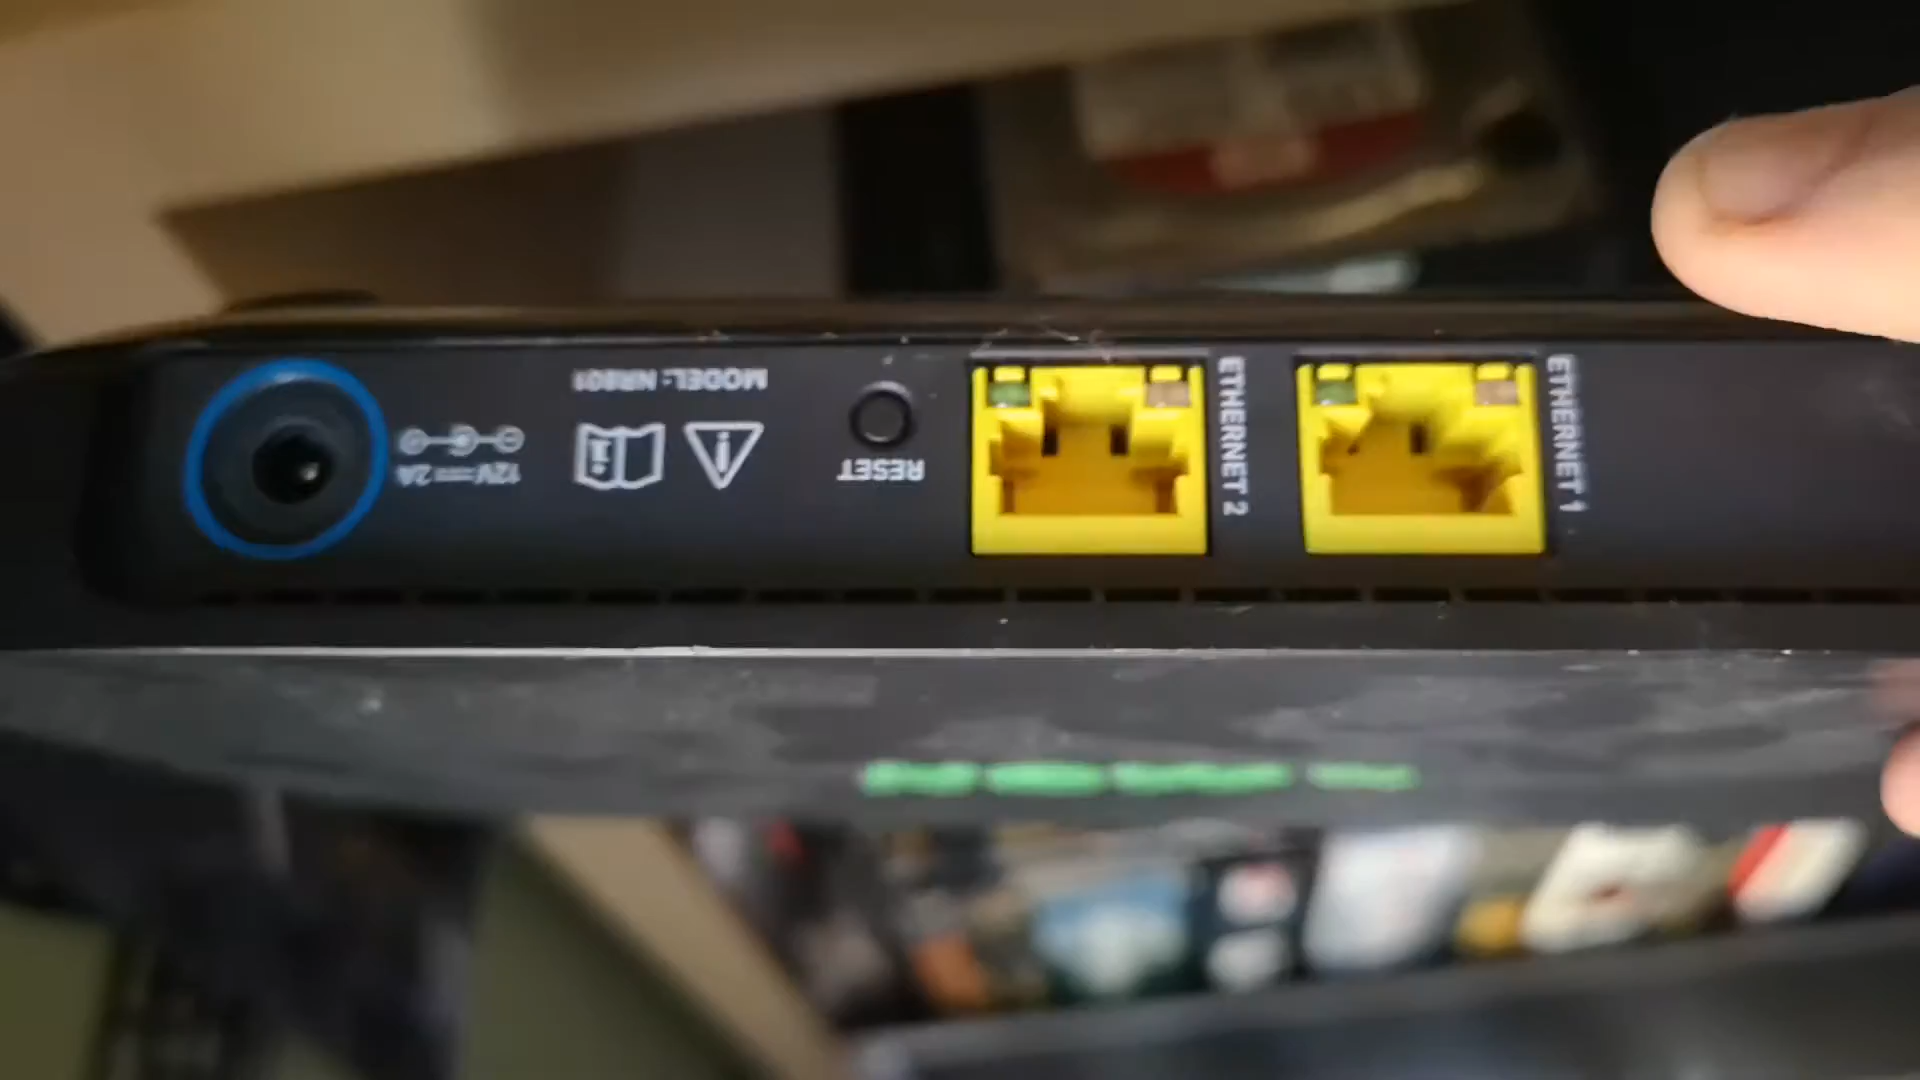 12V⎓2A
MODEL: NR801
RESET
ETHERNET 2
ETHERNET 1